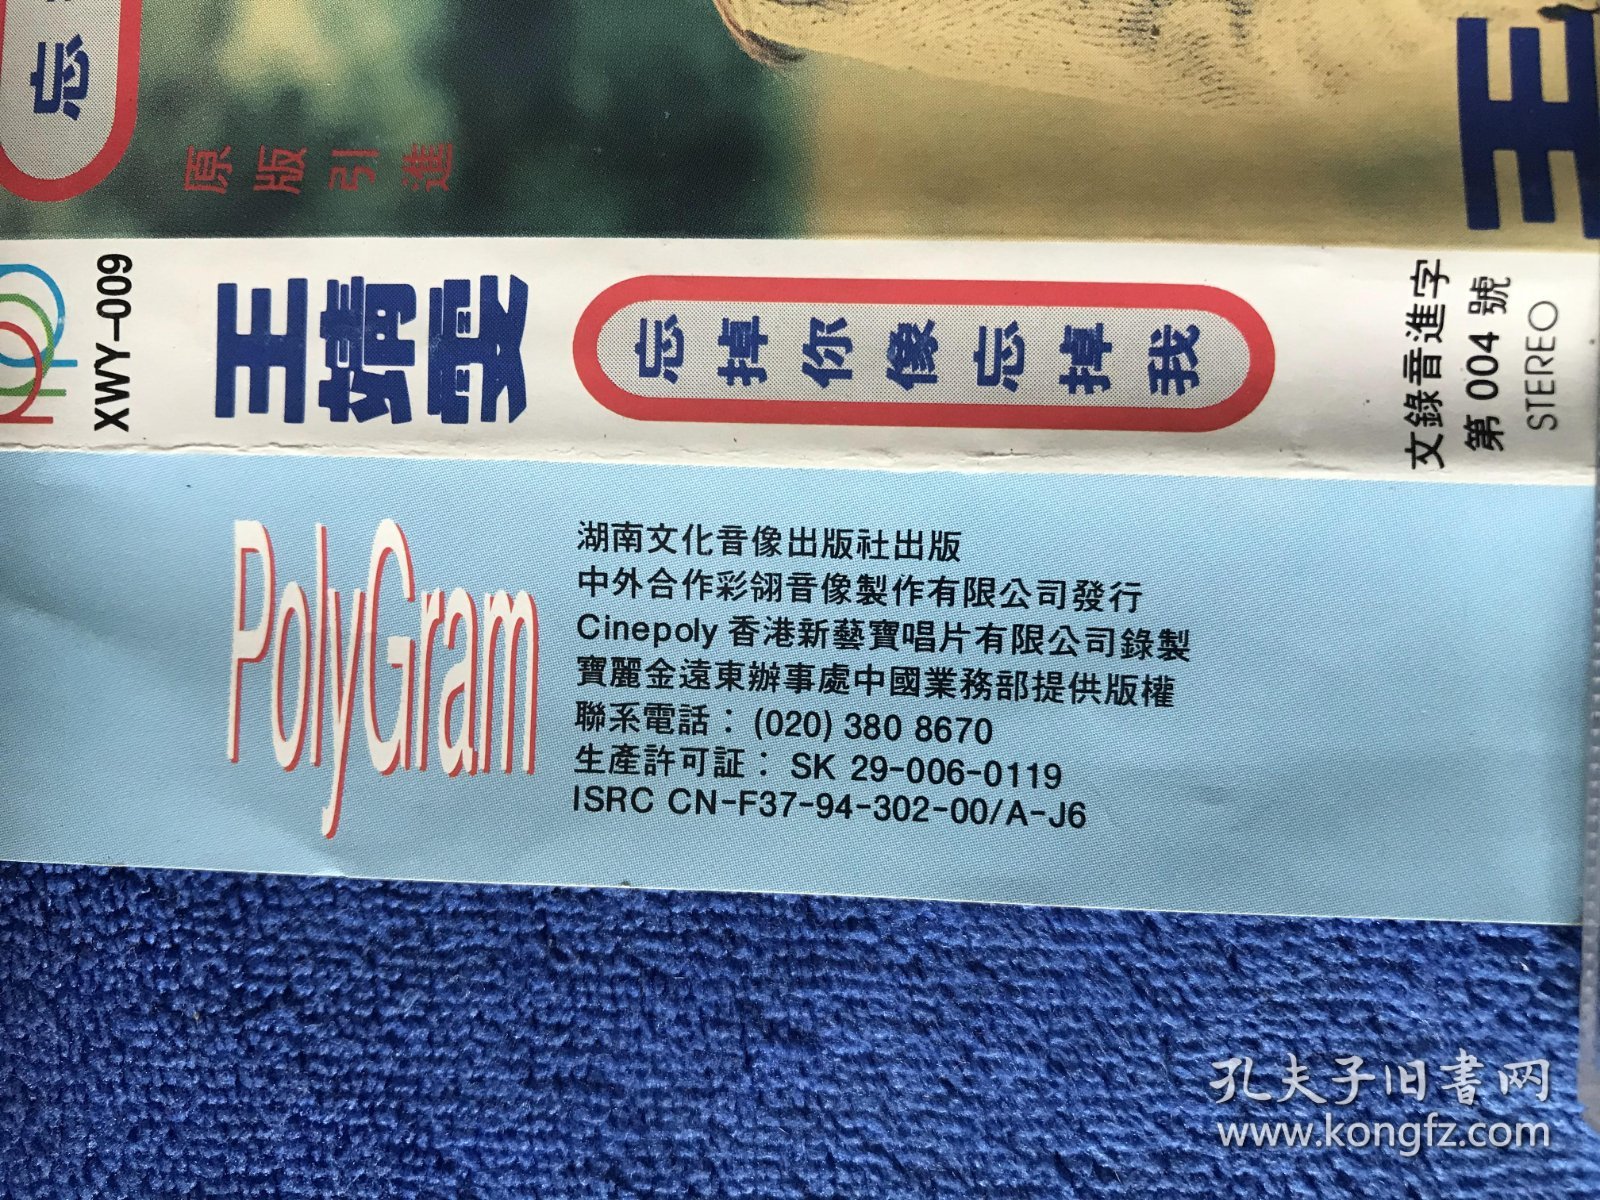 忘
原版引進
王
XWY-009
王靖雯
忘掉你像忘掉我
文錄音進字
第 004 號
STEREO
PolyGram
湖南文化音像出版社出版
中外合作彩翎音像製作有限公司發行
Cinepoly 香港新藝寶唱片有限公司錄製
寶麗金遠東辦事處中國業務部提供版權
聯系電話：(020) 380 8670
生產許可証：SK 29-006-0119
ISRC CN-F37-94-302-00/A-J6
孔夫子旧書网
www.kongfz.com